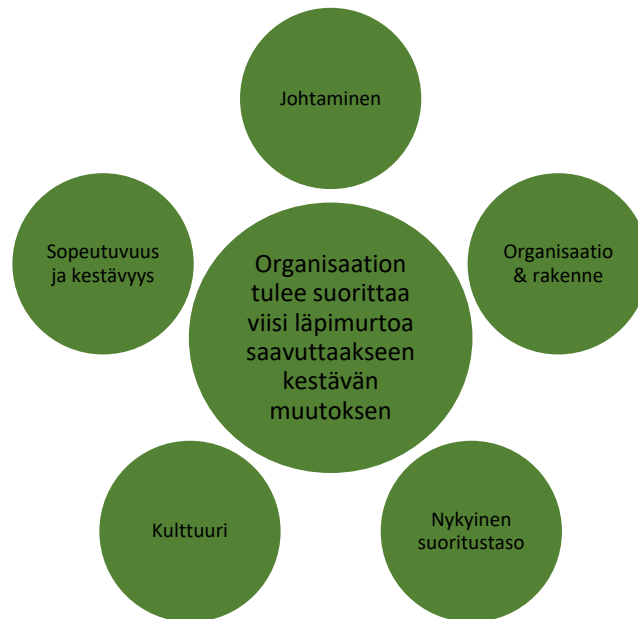 Johtaminen
Organisaatio
& rakenne
Nykyinen
suoritustaso
Kulttuuri
Sopeutuvuus
ja kestävyys
Organisaation
tulee suorittaa
viisi läpimurtoa
saavuttaakseen
kestävän
muutoksen